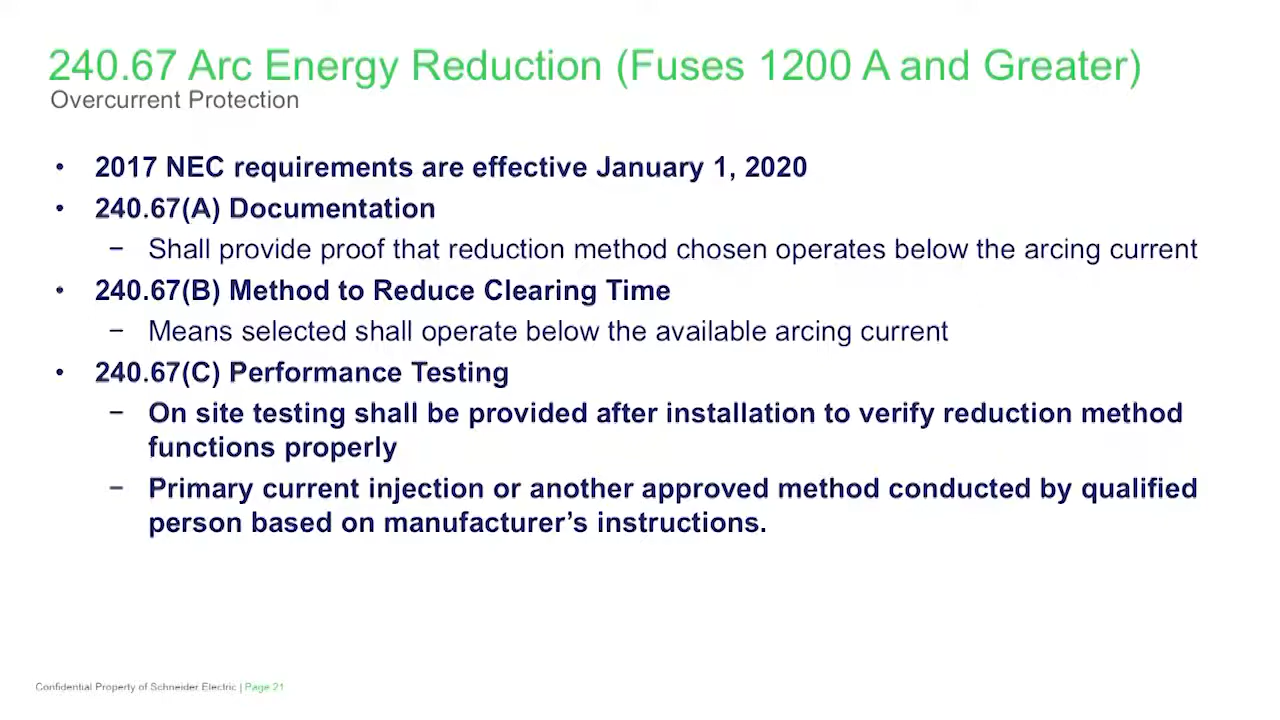 240.67 Arc Energy Reduction (Fuses 1200 A and Greater)
Overcurrent Protection
• 2017 NEC requirements are effective January 1, 2020
• 240.67(A) Documentation
− Shall provide proof that reduction method chosen operates below the arcing current
• 240.67(B) Method to Reduce Clearing Time
− Means selected shall operate below the available arcing current
• 240.67(C) Performance Testing
− On site testing shall be provided after installation to verify reduction method
functions properly
− Primary current injection or another approved method conducted by qualified
person based on manufacturer’s instructions.
Confidential Property of Schneider Electric | Page 21